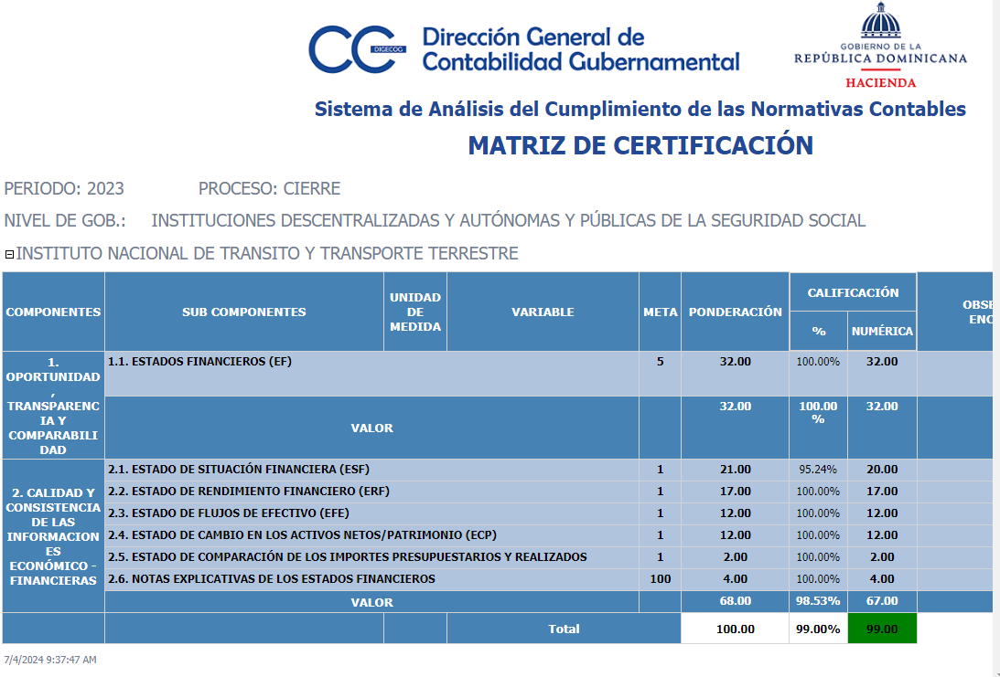 CC DIGECOG
Dirección General de
Contabilidad Gubernamental
GOBIERNO DE LA
REPÚBLICA DOMINICANA
HACIENDA
Sistema de Análisis del Cumplimiento de las Normativas Contables
MATRIZ DE CERTIFICACIÓN
PERIODO: 2023 PROCESO: CIERRE
NIVEL DE GOB.: INSTITUCIONES DESCENTRALIZADAS Y AUTÓNOMAS Y PÚBLICAS DE LA SEGURIDAD SOCIAL
INSTITUTO NACIONAL DE TRANSITO Y TRANSPORTE TERRESTRE
COMPONENTES
SUB COMPONENTES
UNIDAD
DE
MEDIDA
VARIABLE
META
PONDERACIÓN
CALIFICACIÓN
%
NUMÉRICA
OBSE
ENC
1.
OPORTUNIDAD
,
TRANSPARENC
IA Y
COMPARABILI
DAD
1.1. ESTADOS FINANCIEROS (EF) 5 32.00 100.00% 32.00
VALOR 32.00 100.00
% 32.00
2. CALIDAD Y
CONSISTENCIA
DE LAS
INFORMACION
ES
ECONÓMICO -
FINANCIERAS
2.1. ESTADO DE SITUACIÓN FINANCIERA (ESF) 1 21.00 95.24% 20.00
2.2. ESTADO DE RENDIMIENTO FINANCIERO (ERF) 1 17.00 100.00% 17.00
2.3. ESTADO DE FLUJOS DE EFECTIVO (EFE) 1 12.00 100.00% 12.00
2.4. ESTADO DE CAMBIO EN LOS ACTIVOS NETOS/PATRIMONIO (ECP) 1 12.00 100.00% 12.00
2.5. ESTADO DE COMPARACIÓN DE LOS IMPORTES PRESUPUESTARIOS Y REALIZADOS 1 2.00 100.00% 2.00
2.6. NOTAS EXPLICATIVAS DE LOS ESTADOS FINANCIEROS 100 4.00 100.00% 4.00
VALOR 68.00 98.53% 67.00
Total 100.00 99.00% 99.00
7/4/2024 9:37:47 AM